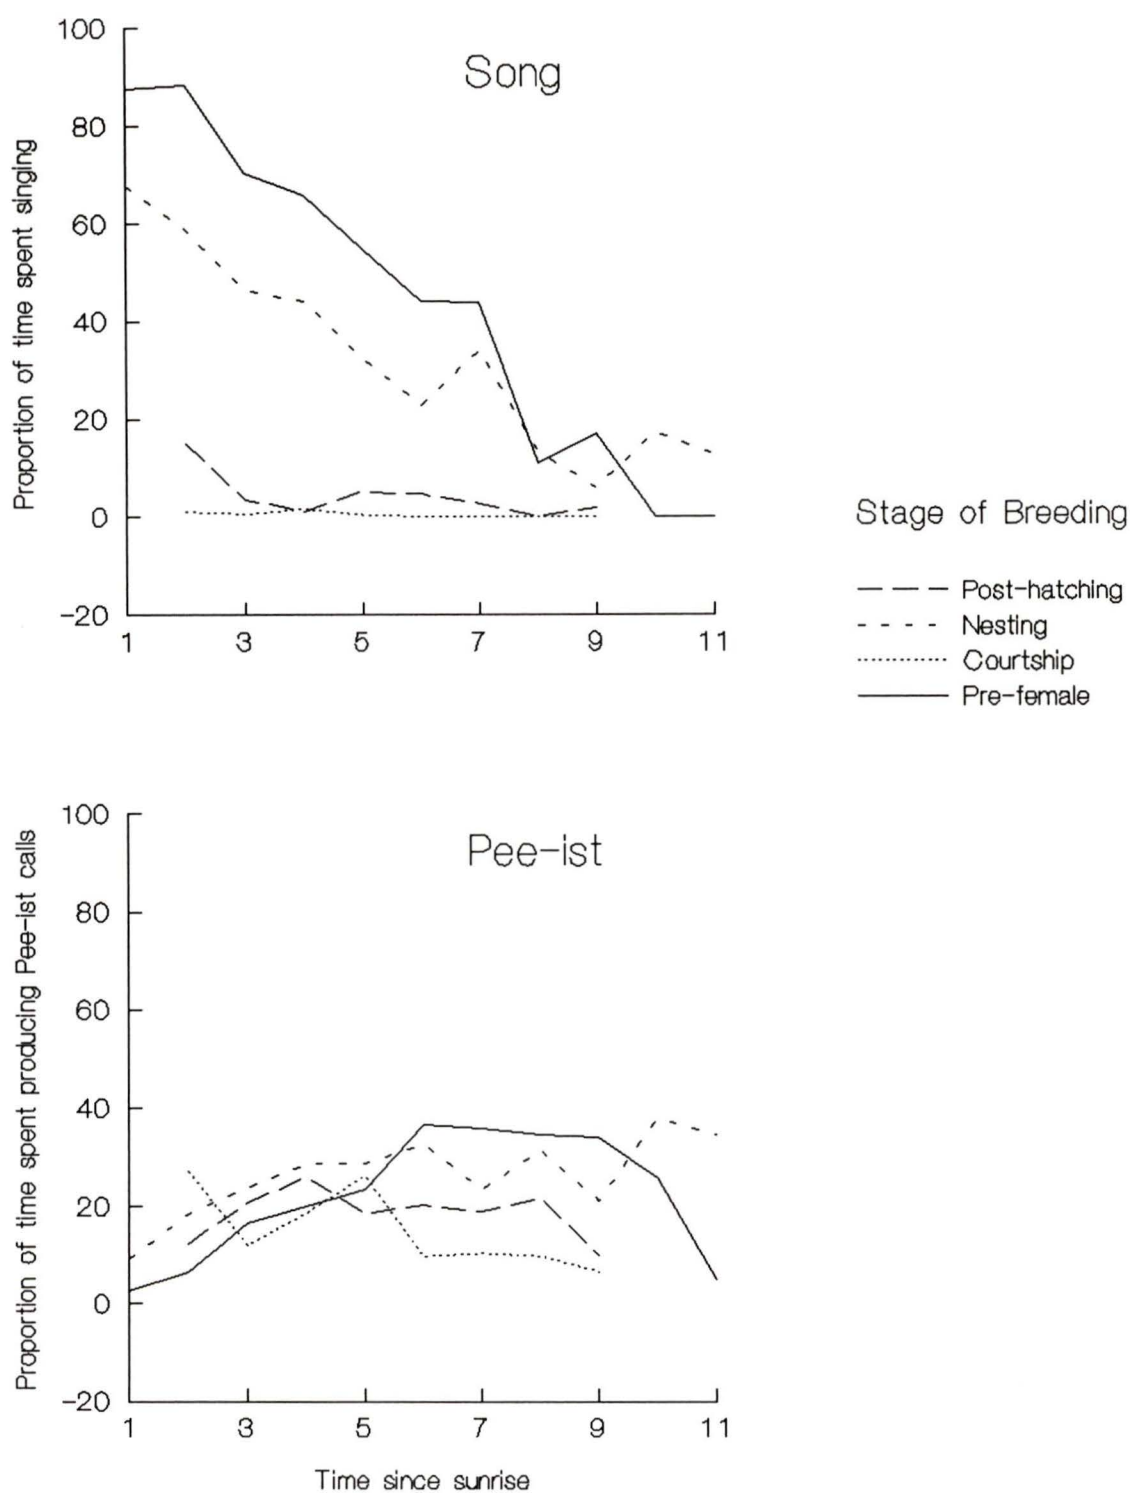 Song
Proportion of time spent singing
100
80
60
40
20
0
-20
1 3 5 7 9 11
Stage of Breeding
Post-hatching
Nesting
Courtship
Pre-female
Pee-ist
Proportion of time spent producing Pee-ist calls
100
80
60
40
20
0
-20
1 3 5 7 9 11
Time since sunrise